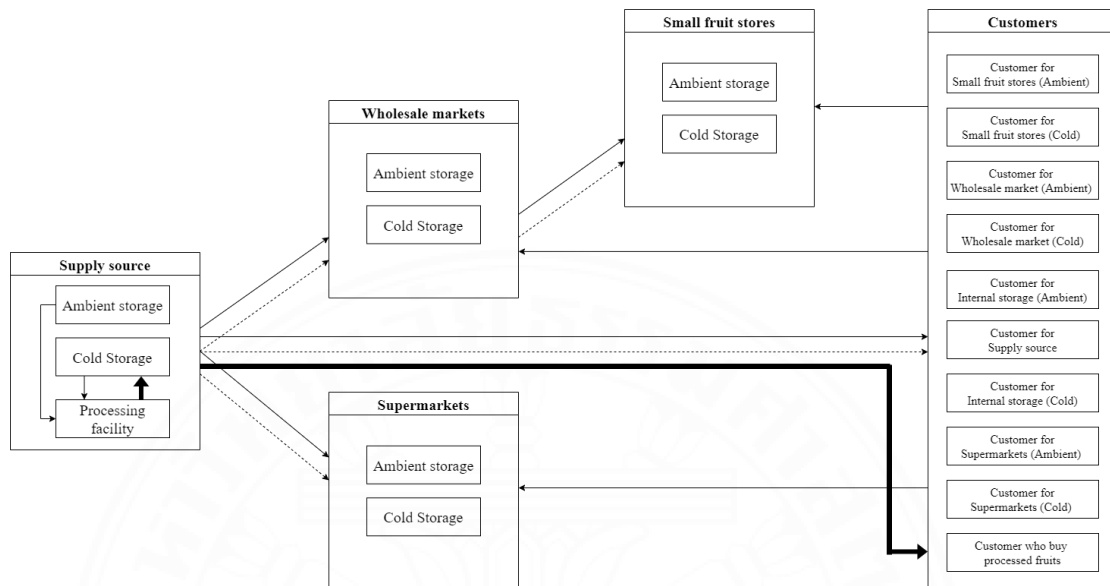 Small fruit stores
Ambient storage
Cold Storage
Customers
Customer for
Small fruit stores (Ambient)
Customer for
Small fruit stores (Cold)
Customer for
Wholesale market (Ambient)
Customer for
Wholesale market (Cold)
Customer for
Internal storage (Ambient)
Customer for
Supply source
Customer for
Internal storage (Cold)
Customer for
Supermarkets (Ambient)
Customer for
Supermarkets (Cold)
Customer who buy
processed fruits
Wholesale markets
Ambient storage
Cold Storage
Supply source
Ambient storage
Cold Storage
Processing
facility
Supermarkets
Ambient storage
Cold Storage